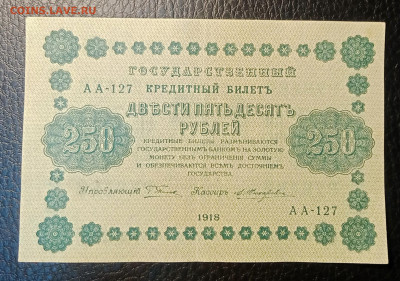 COINS.LAVE.RU
ГОСУДАРСТВЕННЫЙ
АА-127 КРЕДИТНЫЙ БИЛЕТЪ
ДВѢСТИ ПЯТЬДЕСЯТЪ
РУБЛЕЙ
250 250
КРЕДИТНЫЕ БИЛЕТЫ РАЗМѢНИВАЮТСЯ
ГОСУДАРСТВЕННЫМЪ БАНКОМЪ НА ЗОЛОТУЮ
МОНЕТУ БЕЗЪ ОГРАНИЧЕНІЯ СУММЫ
И ОБЕЗПЕЧИВАЮТСЯ ВСѢМЪ ДОСТОЯНІЕМЪ
ГОСУДАРСТВА.
Управляющій Кассиръ
АА-127
1918